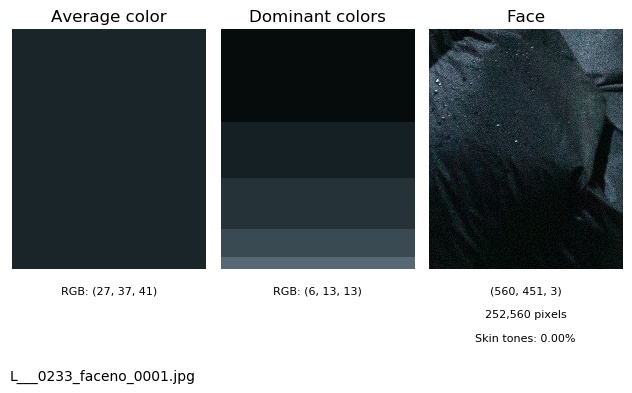 Average color
Dominant colors
Face
RGB: (27, 37, 41)
RGB: (6, 13, 13)
(560, 451, 3)
252,560 pixels
Skin tones: 0.00%
L___0233_faceno_0001.jpg